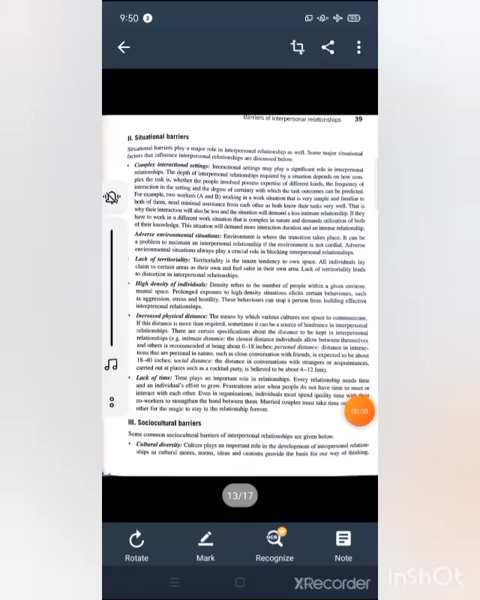 9:50 2
93
Barriers of interpersonal relationships 39
II. Situational barriers
Situational barriers play a major role in interpersonal relationship as well. Some major situational
factors that influence interpersonal relationships are discussed below.
• Complex interactional settings: Interactional settings may play a significant role in interpersonal
relationships. The depth of interpersonal relationships required by a situation depends on how com-
plex the task is, whether the people involved possess expertise of different kinds, the frequency of
interaction in the setting and the degree of certainty with which the task outcomes can be predicted.
For example, two workers (A and B) working in a work situation that is very simple and familiar to
both of them, need minimal assistance from each other as both know their tasks very well. That is
why their interaction will also be less and the situation will demand a less intimate relationship. If they
have to work in a different work situation that is complex in nature and demands utilization of both
of their knowledge. This situation will demand more interaction duration and an intense relationship.
Adverse environmental situations: Environment is where the transition takes place. It can be
a problem to maintain an interpersonal relationship if the environment is not cordial. Adverse
environmental situations always play a crucial role in blocking interpersonal relationships.
• Lack of territoriality: Territoriality is the innate tendency to own space. All individuals lay
claim to certain areas as their own and feel safer in their own area. Lack of territoriality leads
to distortion in interpersonal relationships.
• High density of individuals: Density refers to the number of people within a given environ-
mental space. Prolonged exposure to high density situations elicits certain behaviours, such
as aggression, stress and hostility. These behaviours can stop a person from building effective
interpersonal relationships.
• Increased physical distance: The means by which various cultures use space to communicate.
If this distance is more than required, sometimes it can be a source of hindrance in interpersonal
relationships. There are certain specifications about the distance to be kept in interpersonal
relationships (e.g. intimate distance: the closest distance individuals allow between themselves
and others is recommended at being about 0–18 inches; personal distance: distance in interac-
tions that are personal in nature, such as close conversation with friends, is expected to be about
18–40 inches; social distance: the distance in conversations with strangers or acquaintances,
carried out at places such as a cocktail party, is believed to be about 4–12 feet).
• Lack of time: Time plays an important role in relationships. Every relationship needs time
and an individual's effort to grow. Frustrations arise when people do not have time to meet or
interact with each other. Even in organizations, individuals must spend quality time with their
co-workers to strengthen the bond between them. Married couples must take time
00:00
other for the magic to stay in the relationship forever.
III. Sociocultural barriers
Some common sociocultural barriers of interpersonal relationships are given below.
• Cultural diversity: Culture plays an important role in the development of interpersonal relation-
ships as cultural mores, norms, ideas and customs provide the basis for our way of thinking.
13/17
Rotate Mark Recognize Note
OCR
XRecorder
InShOt